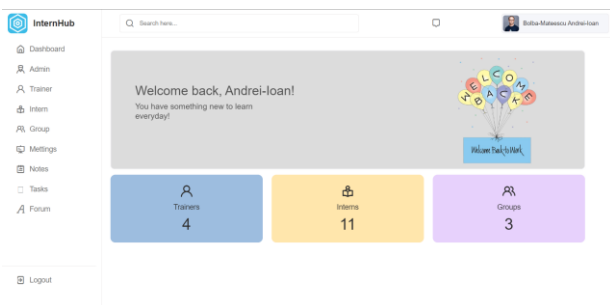 InternHub
Search here...
Bolba-Mateescu Andrei-Ioan
Dashboard
Admin
Trainer
Intern
Group
Mettings
Notes
Tasks
Forum
Logout
Welcome back, Andrei-Ioan!
You have something new to learn
everyday!
WELCOME
BACK
Welcome Back to Work
Trainers
4
Interns
11
Groups
3